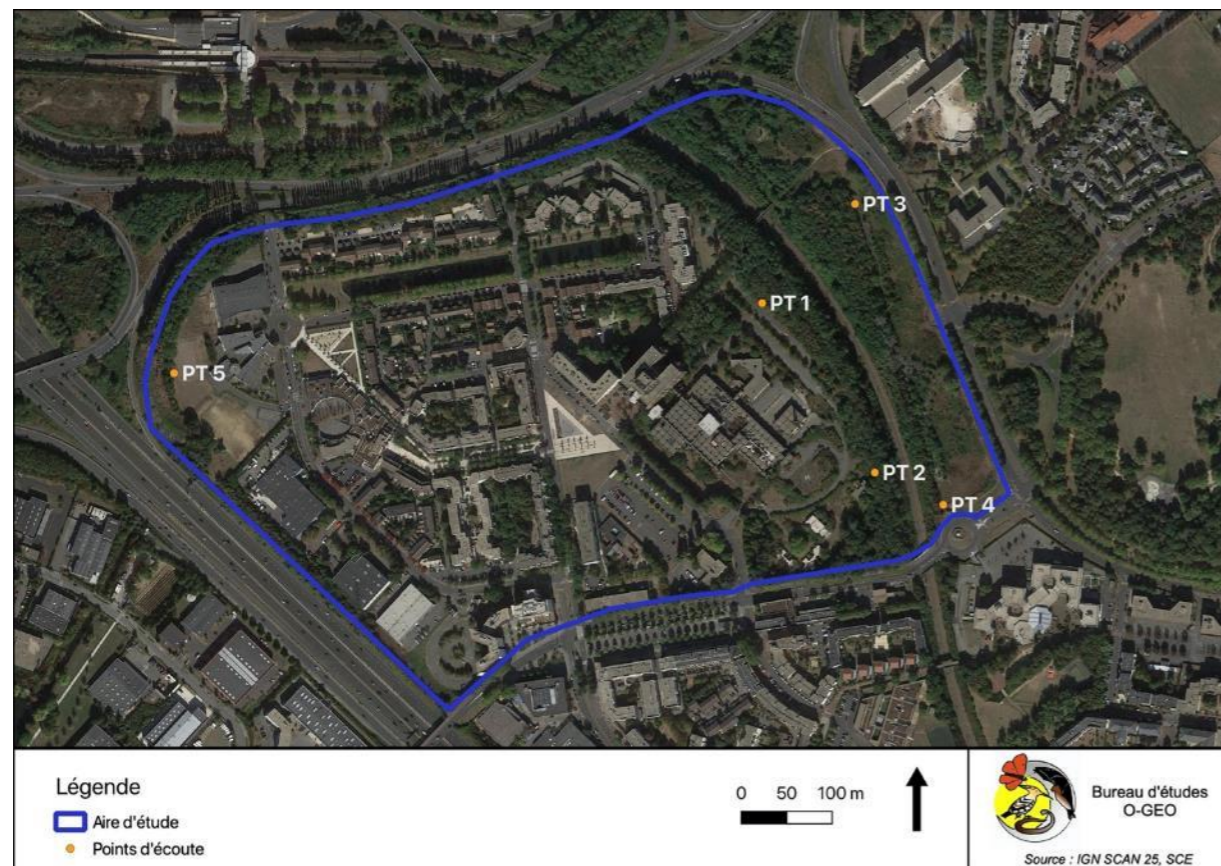 PT 3
PT 1
PT 5
PT 2
PT 4
Légende
Aire d'étude
Points d'écoute
0 50 100 m
Bureau d'études
O-GEO
Source : IGN SCAN 25, SCE